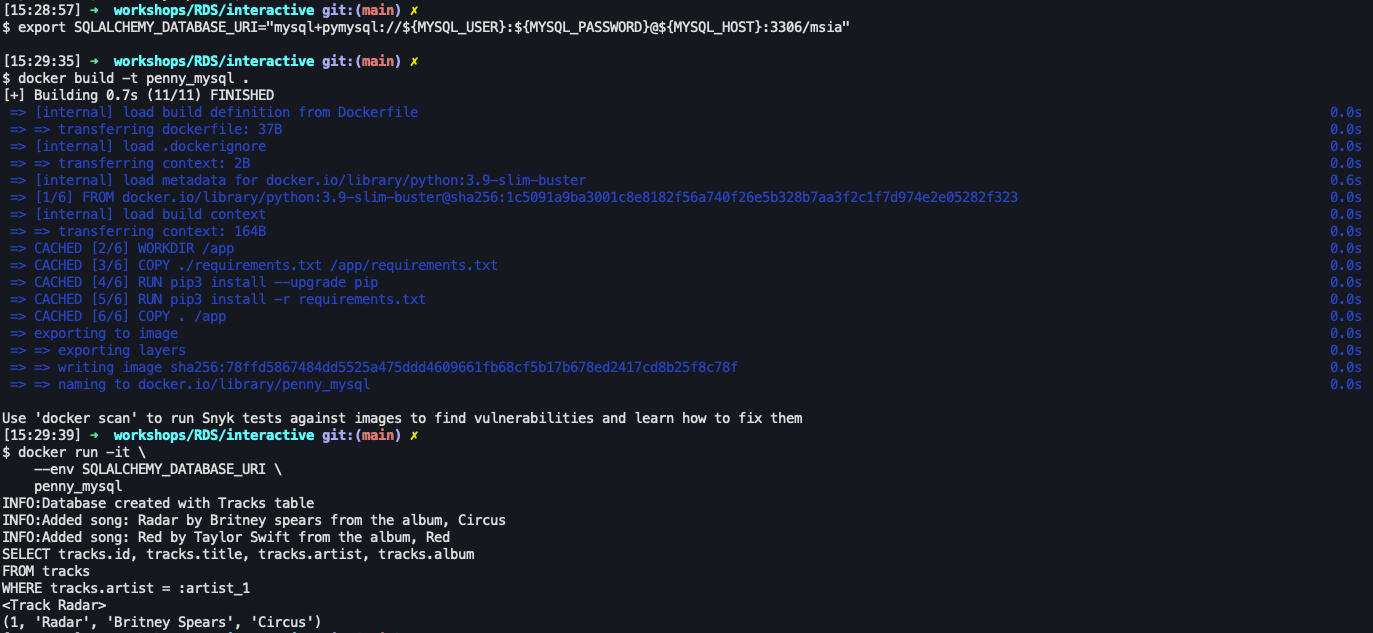 [15:28:57] → workshops/RDS/interactive git:(main) ✗
$ export SQLALCHEMY_DATABASE_URI="mysql+pymysql://${MYSQL_USER}:${MYSQL_PASSWORD}@${MYSQL_HOST}:3306/msia"
[15:29:35] → workshops/RDS/interactive git:(main) ✗
$ docker build -t penny_mysql .
[+] Building 0.7s (11/11) FINISHED
=> [internal] load build definition from Dockerfile 0.0s
=> => transferring dockerfile: 37B 0.0s
=> [internal] load .dockerignore 0.0s
=> => transferring context: 2B 0.0s
=> [internal] load metadata for docker.io/library/python:3.9-slim-buster 0.6s
=> [1/6] FROM docker.io/library/python:3.9-slim-buster@sha256:1c5091a9ba3001c8e8182f56a740f26e5b328b7aa3f2c1f7d974e2e05282f323 0.0s
=> [internal] load build context 0.0s
=> => transferring context: 164B 0.0s
=> CACHED [2/6] WORKDIR /app 0.0s
=> CACHED [3/6] COPY ./requirements.txt /app/requirements.txt 0.0s
=> CACHED [4/6] RUN pip3 install --upgrade pip 0.0s
=> CACHED [5/6] RUN pip3 install -r requirements.txt 0.0s
=> CACHED [6/6] COPY . /app 0.0s
=> exporting to image 0.0s
=> => exporting layers 0.0s
=> => writing image sha256:78ffd5867484dd5525a475ddd4609661fb68cf5b17b678ed2417cd8b25f8c78f 0.0s
=> => naming to docker.io/library/penny_mysql 0.0s
Use 'docker scan' to run Snyk tests against images to find vulnerabilities and learn how to fix them
[15:29:39] → workshops/RDS/interactive git:(main) ✗
$ docker run -it \
--env SQLALCHEMY_DATABASE_URI \
penny_mysql
INFO:Database created with Tracks table
INFO:Added song: Radar by Britney spears from the album, Circus
INFO:Added song: Red by Taylor Swift from the album, Red
SELECT tracks.id, tracks.title, tracks.artist, tracks.album
FROM tracks
WHERE tracks.artist = :artist_1
<Track Radar>
(1, 'Radar', 'Britney Spears', 'Circus')